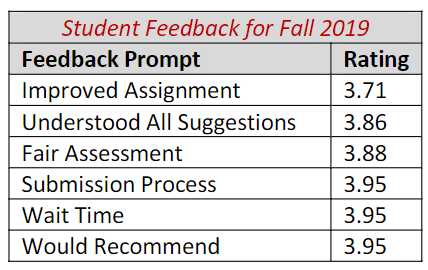 Student Feedback for Fall 2019
Feedback Prompt Rating
Improved Assignment 3.71
Understood All Suggestions 3.86
Fair Assessment 3.88
Submission Process 3.95
Wait Time 3.95
Would Recommend 3.95